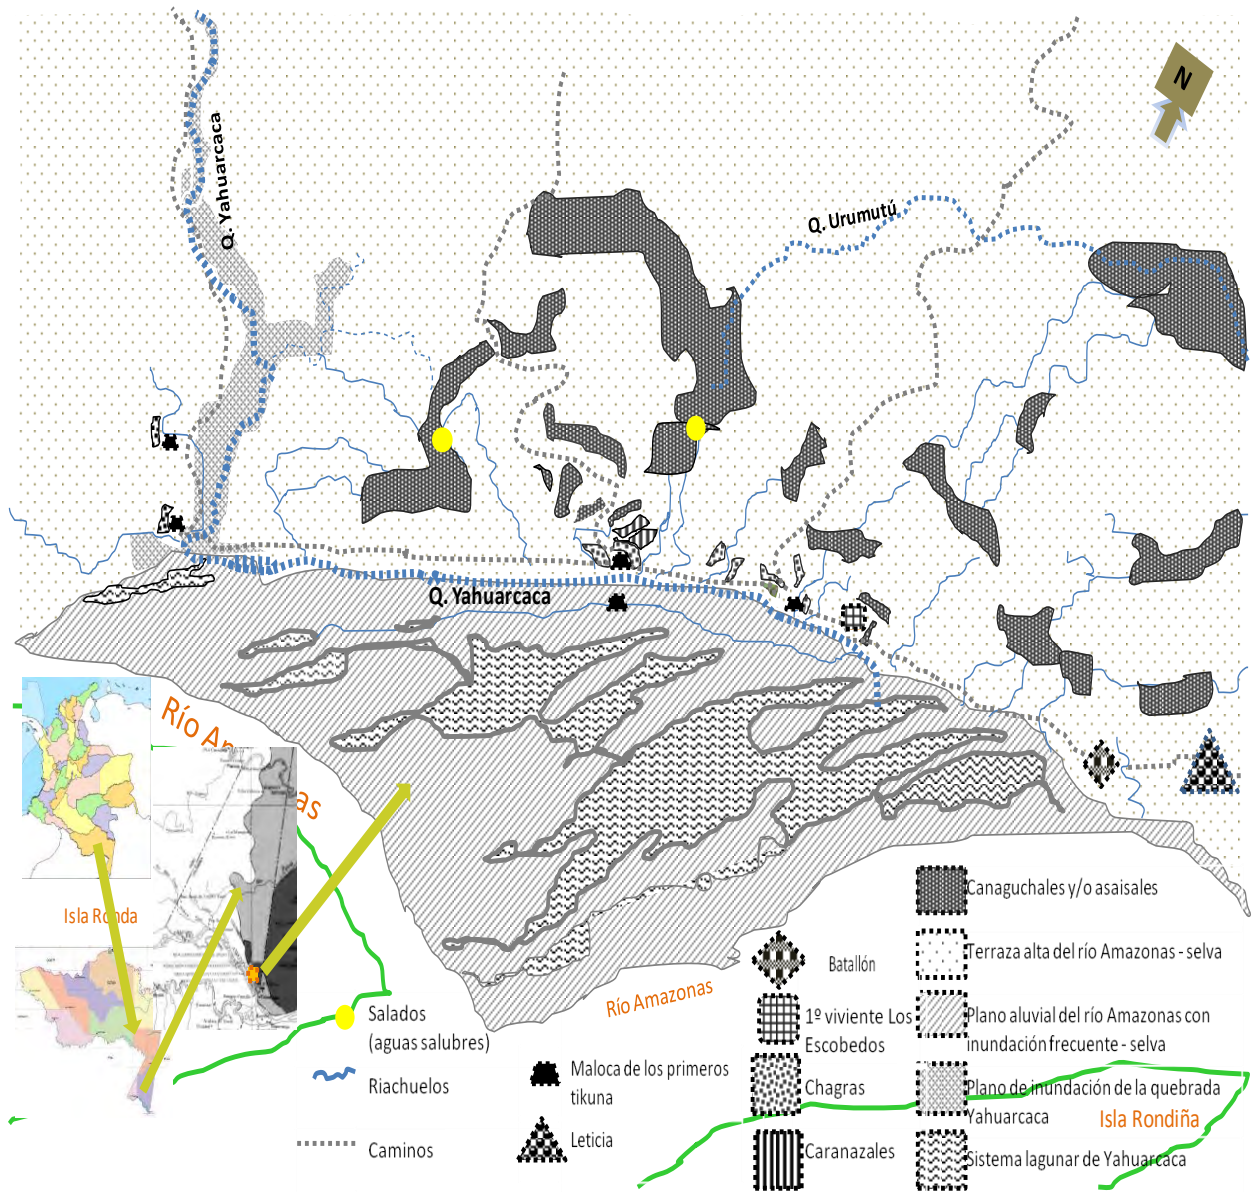 N
Q. Yahuarcaca
Q. Urumutú
Q. Yahuarcaca
Río Am
as
Isla Ronda
Río Amazonas
Salados
(aguas salubres)
Riachuelos
Caminos
Maloca de los primeros
tikuna
Leticia
Batallón
1º viviente Los
Escobedos
Chagras
Caranazales
Canaguchales y/o asaisales
Terraza alta del río Amazonas - selva
Plano aluvial del río Amazonas con
inundación frecuente - selva
Plano de inundación de la quebrada
Yahuarcaca
Isla Rondiña
Sistema lagunar de Yahuarcaca